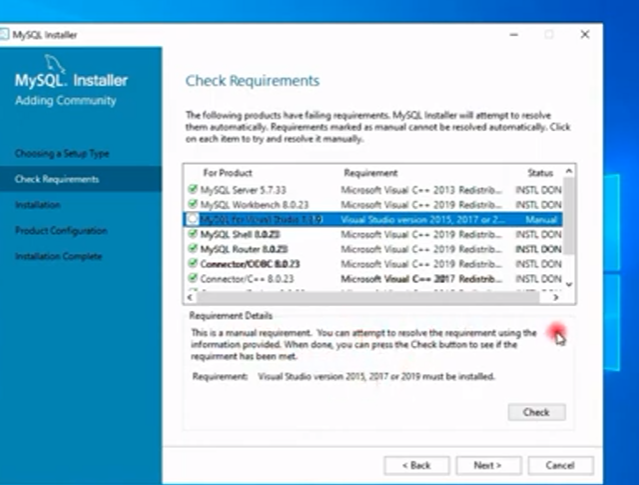 MySQL Installer
MySQL. Installer
Adding Community
Choosing a Setup Type
Check Requirements
Installation
Product Configuration
Installation Complete
Check Requirements
The following products have failing requirements. MySQL Installer will attempt to resolve
them automatically. Requirements marked as manual cannot be resolved automatically. Click
on each item to try and resolve it manually.
For Product Requirement Status
MySQL Server 5.7.33 Microsoft Visual C++ 2013 Redistrib... INSTL DON
MySQL Workbench 8.0.23 Microsoft Visual C++ 2019 Redistrib... INSTL DON
Visual Studio version 2015, 2017 or 2... Manual
MySQL Shell 8.0.23 Microsoft Visual C++ 2019 Redistrib... INSTL DON
MySQL Router 8.0.23 Microsoft Visual C++ 2019 Redistrib... INSTL DON
Connector/ODBC 8.0.23 Microsoft Visual C++ 2019 Redistrib... INSTL DON
Connector/C++ 8.0.23 Microsoft Visual C++ 2017 Redistrib... INSTL DON
Requirement Details
This is a manual requirement. You can attempt to resolve the requirement using the
information provided. When done, you can press the Check button to see if the
requirment has been met.
Requirement: Visual Studio version 2015, 2017 or 2019 must be installed.
Check
< Back Next > Cancel